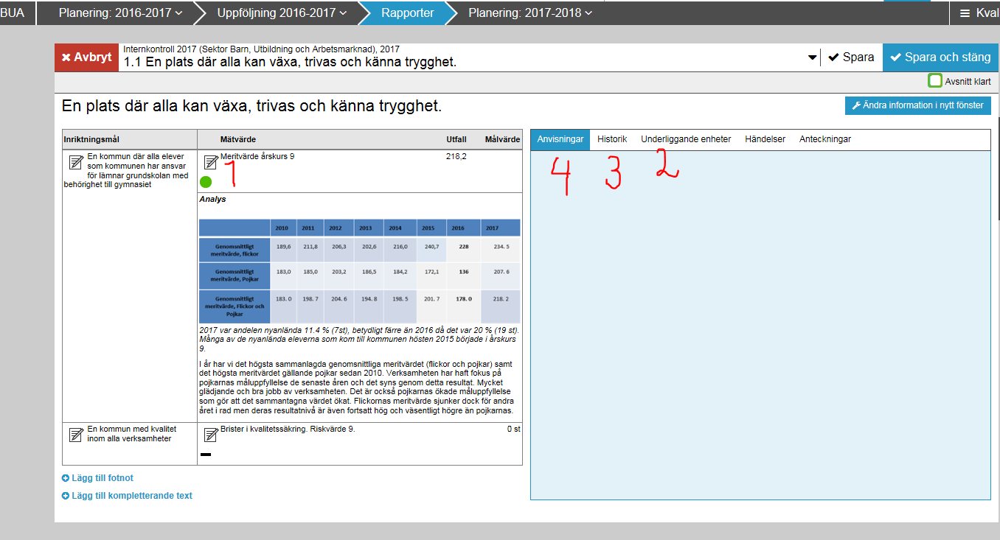 BUA Planering: 2016-2017 Uppföljning 2016-2017 Rapporter Planering: 2017-2018 Kval
Avbryt
Internkontroll 2017 (Sektor Barn, Utbildning och Arbetsmarknad), 2017
1.1 En plats där alla kan växa, trivas och känna trygghet.
Spara Spara och stäng
Avsnitt klart
En plats där alla kan växa, trivas och känna trygghet.
Ändra information i nytt fönster
Inriktningsmål Mätvärde Utfall Målvärde
En kommun där alla elever
som kommunen har ansvar
för lämnar grundskolan med
behörighet till gymnasiet
Meritvärde årskurs 9 218,2
1
Analys
2010 2011 2012 2013 2014 2015 2016 2017
Genomsnittligt
meritvärde, flickor
189,6 211,8 206,3 202,6 216,0 240,7 228 234. 5
Genomsnittligt
meritvärde, Pojkar
183,0 185,0 203,2 186,5 184,2 172,1 136 207. 6
Genomsnittligt
meritvärde, Flickor och
Pojkar
183. 0 198. 7 204. 6 194. 8 198. 5 201. 7 178. 0 218. 2
2017 var andelen nyanlända 11.4 % (7st), betydligt färre än 2016 då det var 20 % (19 st).
Många av de nyanlända eleverna som kom till kommunen hösten 2015 började i årskurs
9.
I år har vi det högsta sammanlagda genomsnittliga meritvärdet (flickor och pojkar) samt
det högsta meritvärdet gällande pojkar sedan 2010. Verksamheten har haft fokus på
pojkarnas måluppfyllelse de senaste åren och det syns genom detta resultat. Mycket
glädjande och bra jobb av verksamheten. Det är också pojkarnas ökade måluppfyllelse
som gör att det sammantagna värdet ökat. Flickornas meritvärde sjunker dock för andra
året i rad men deras resultatnivå är även fortsatt hög och väsentligt högre än pojkarnas.
En kommun med kvalitet
inom alla verksamheter
Brister i kvalitetssäkring. Riskvärde 9. 0 st
Lägg till fotnot
Lägg till kompletterande text
Anvisningar Historik Underliggande enheter Händelser Anteckningar
4 3 2